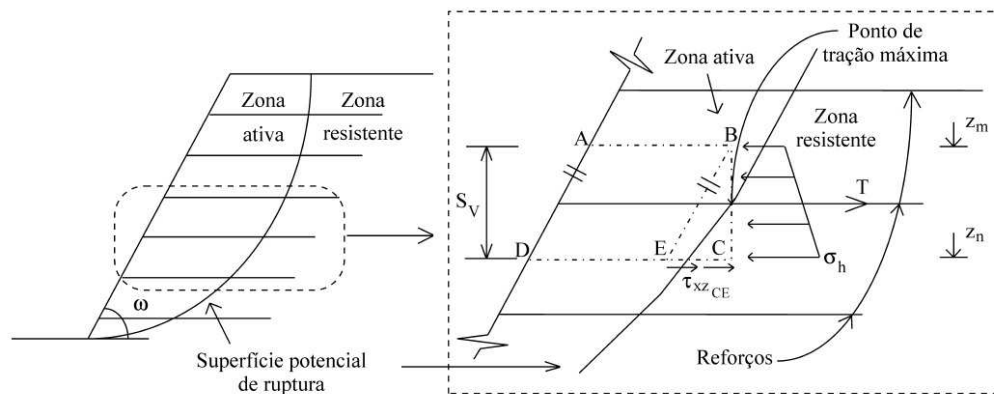 Zona
ativa
Zona
resistente
ω
Superfície potencial
de ruptura
Ponto de
tração máxima
Zona ativa
Zona
resistente
A
B
S_V
D
E
C
T
z_m
z_n
σ_h
τ_xz_CE
Reforços